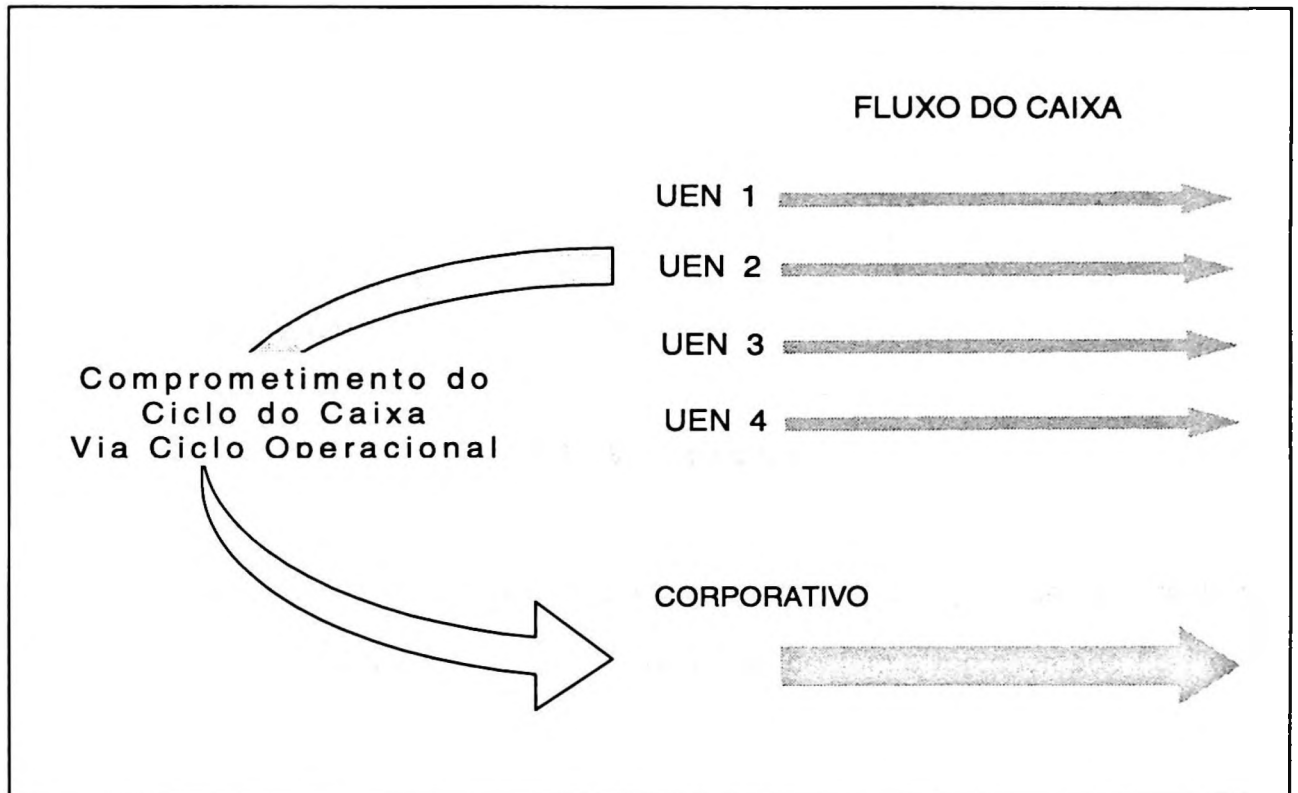 FLUXO DO CAIXA
UEN 1
UEN 2
UEN 3
UEN 4
Comprometimento do
Ciclo do Caixa
Via Ciclo Operacional
CORPORATIVO